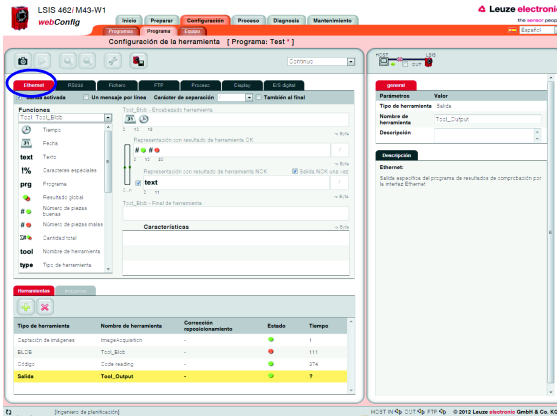 LSIS 462i M43-W1
webConfig
Leuze electronic
the sensor people
Inicio Preparar Configuración Proceso Diagnosis Mantenimiento
Programas Programa Equipo
Español
Configuración de la herramienta [ Programa: Test * ]
Continuo
HOST LSIS
OUT
Ethernet RS232 Fichero FTP Proceso Display E/S digital
Salida activada Un mensaje por línea Carácter de separación También al final
Funciones
Tool: Tool_Blob
Tiempo
Fecha
text Texto
!% Caracteres especiales
prg Programa
Resultado global
Número de piezas buenas
Número de piezas malas
Cantidad total
tool Nombre de herramienta
type Tipo de herramienta
Tool_Blob - Encabezado herramienta
Representación con resultado de herramienta OK
Representación con resultado de herramienta NOK Salida NOK una vez
text
Tool_Blob - Final de herramienta
Características
general
Parámetros Valor
Tipo de herramienta Salida
Nombre de herramienta Tool_Output
Descripción
Descripción
Ethernet:
Salida específica del programa de resultados de comprobación por la interfaz Ethernet
Herramientas
Tipo de herramienta Nombre de herramienta Corrección reposicionamiento Estado Tiempo
Captación de imágenes ImageAcquisition - 1
BLOB Tool_Blob - 111
Código Code reading - 374
Salida Tool_Output - ?
[Ingeniero de planificación]
HOST IN OUT FTP © 2012 Leuze electronic GmbH & Co. KG